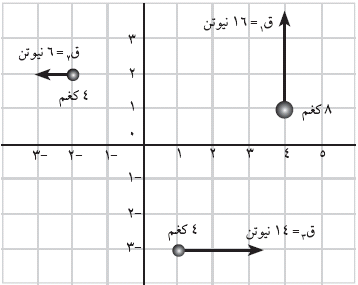 ق١ = ١٦ نيوتن
ق٢ = ٦ نيوتن
٤ كغم
٨ كغم
٣
٢
١
٠
-٣ -٢ -١ ١ ٢ ٣ ٤ ٥
-١
-٢
-٣
٤ كغم
ق٣ = ١٤ نيوتن